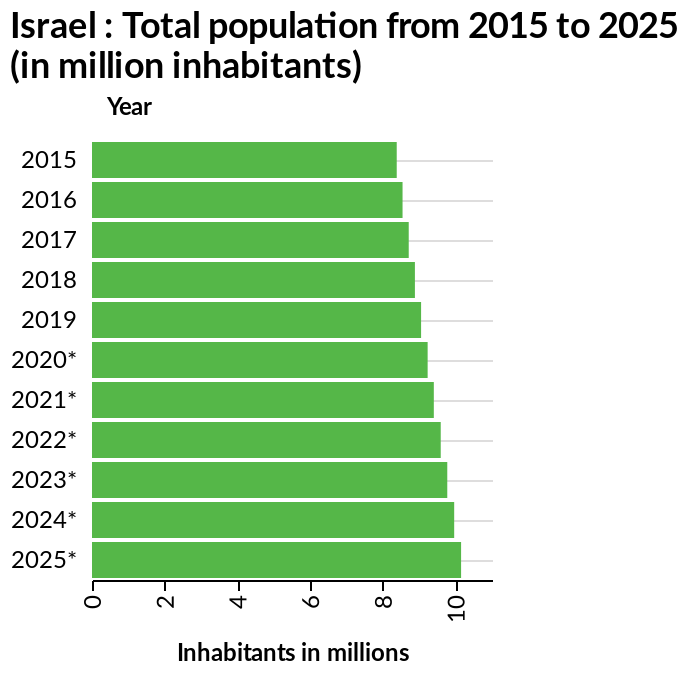 Israel : Total population from 2015 to 2025
(in million inhabitants)
Year
2015
2016
2017
2018
2019
2020*
2021*
2022*
2023*
2024*
2025*
0 2 4 6 8 10
Inhabitants in millions